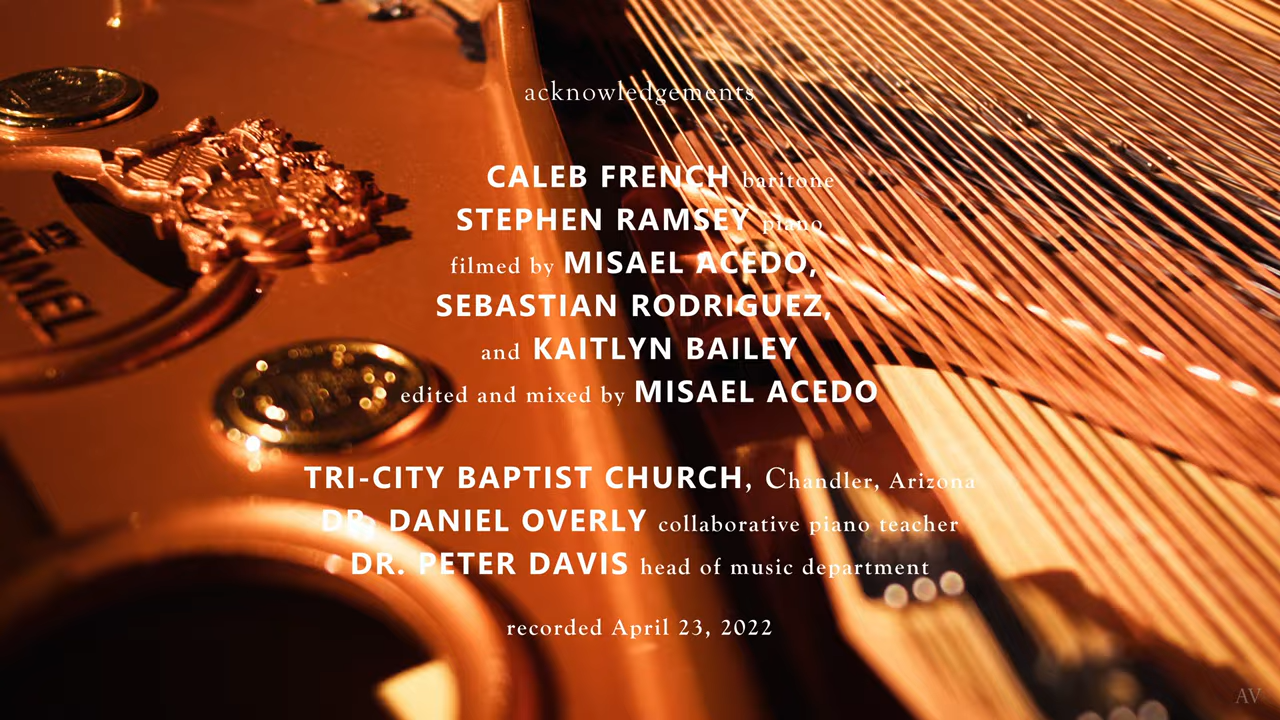 acknowledgements
CALEB FRENCH baritone
STEPHEN RAMSEY piano
filmed by MISAEL ACEDO,
SEBASTIAN RODRIGUEZ,
and KAITLYN BAILEY
edited and mixed by MISAEL ACEDO
TRI-CITY BAPTIST CHURCH, Chandler, Arizona
DR. DANIEL OVERLY collaborative piano teacher
DR. PETER DAVIS head of music department
recorded April 23, 2022
AV